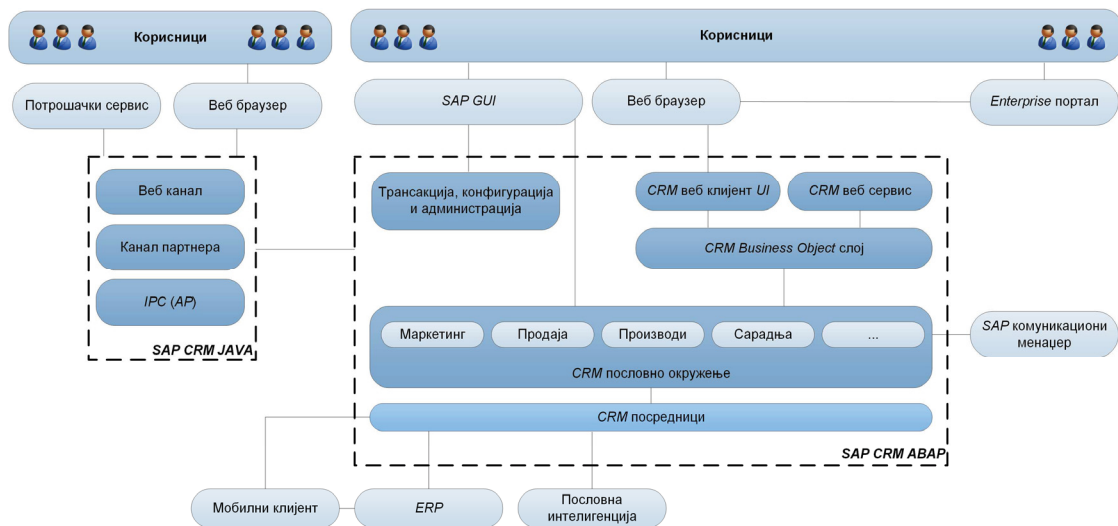 Корисници
Корисници
Потрошачки сервис
Веб браузер
SAP GUI
Веб браузер
Enterprise портал
Веб канал
Канал партнера
IPC (AP)
SAP CRM JAVA
Трансакција, конфигурација
и администрација
CRM веб клијент UI
CRM веб сервис
CRM Business Object слој
Маркетинг
Продаја
Производи
Сарадња
...
CRM пословно окружење
SAP комуникациони
менаџер
CRM посредници
SAP CRM ABAP
Мобилни клијент
ERP
Пословна
интелигенција